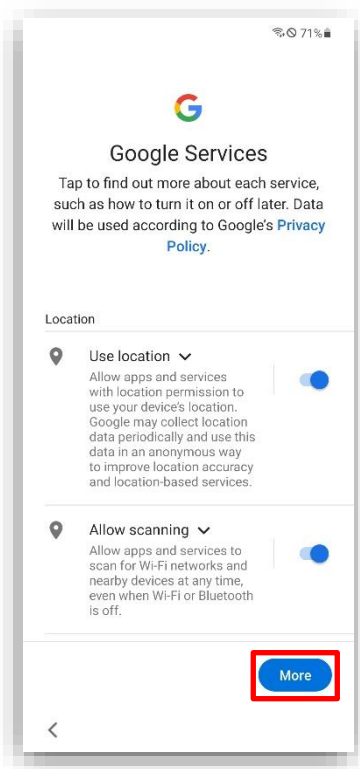 71%
Google Services
Tap to find out more about each service,
such as how to turn it on or off later. Data
will be used according to Google's Privacy
Policy.
Location
Use location
Allow apps and services
with location permission to
use your device's location.
Google may collect location
data periodically and use this
data in an anonymous way
to improve location accuracy
and location-based services.
Allow scanning
Allow apps and services to
scan for Wi-Fi networks and
nearby devices at any time,
even when Wi-Fi or Bluetooth
is off.
More